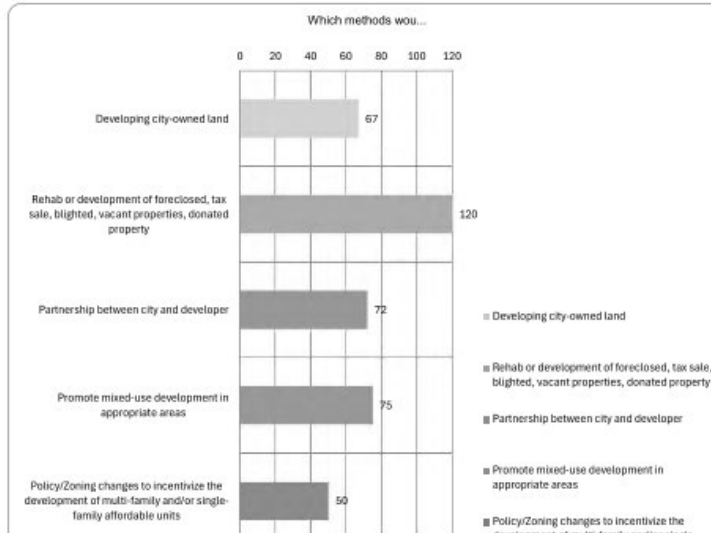 Which methods wou...
0 20 40 60 80 100 120
Developing city-owned land
67
Rehab or development of foreclosed, tax
sale, blighted, vacant properties, donated
property
120
Partnership between city and developer
72
Promote mixed-use development in
appropriate areas
75
Policy/Zoning changes to incentivize the
development of multi-family and/or single-
family affordable units
50
Developing city-owned land
Rehab or development of foreclosed, tax sale,
blighted, vacant properties, donated property
Partnership between city and developer
Promote mixed-use development in
appropriate areas
Policy/Zoning changes to incentivize the